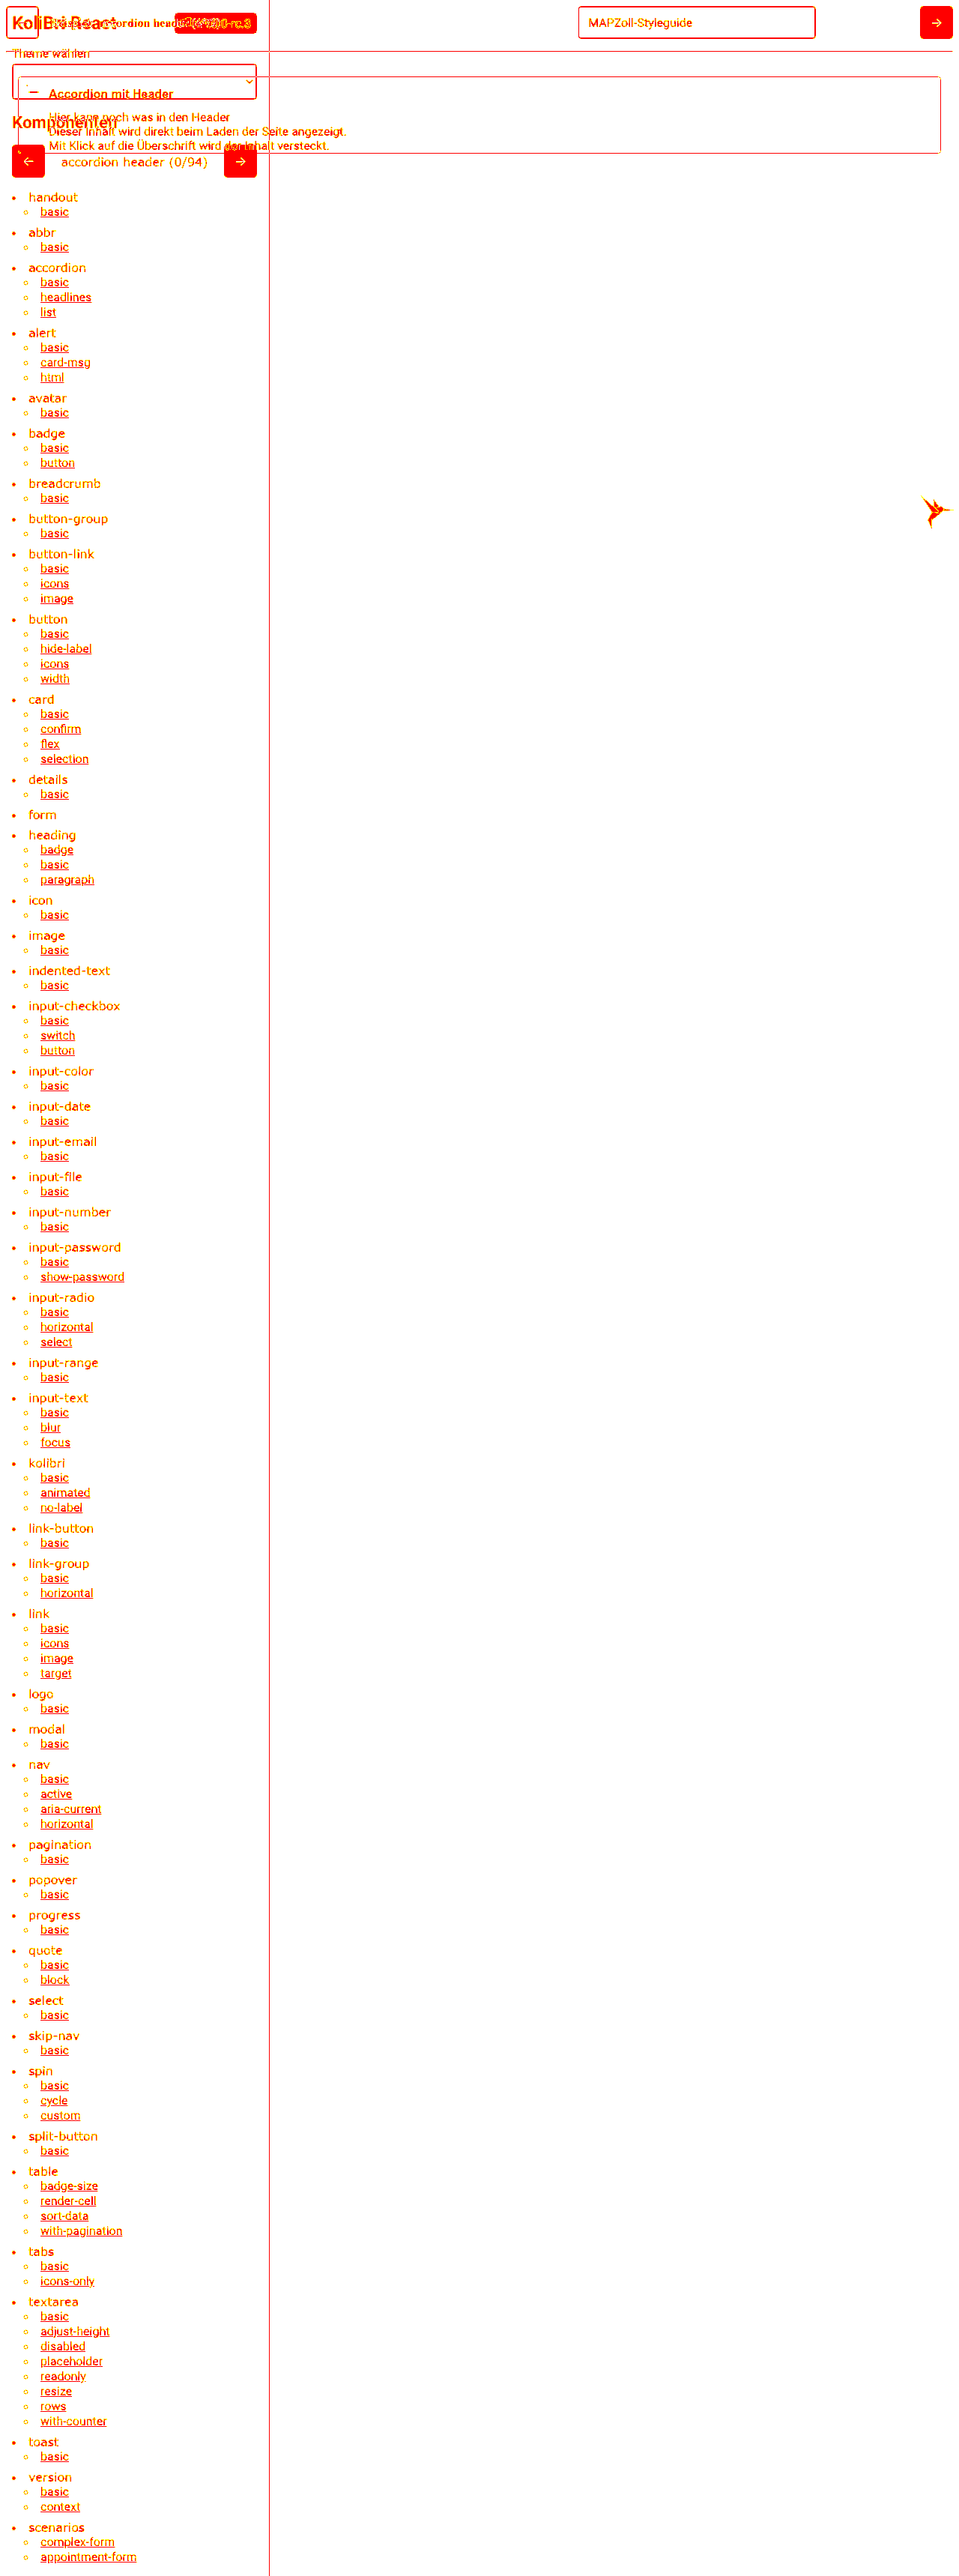 KoliBri React
MAPZoll-Styleguide
Theme wählen
Accordion mit Header
Hier kann noch was in den Header
Komponenten
Dieser Inhalt wird direkt beim Laden der Seite angezeigt.
Mit Klick auf die Überschrift wird der Inhalt versteckt.
accordion header (0/94)
handout
basic
abbr
basic
accordion
basic
headlines
list
alert
basic
card-msg
html
avatar
basic
badge
basic
button
breadcrumb
basic
button-group
basic
button-link
basic
icons
image
button
basic
hide-label
icons
width
card
basic
confirm
flex
selection
details
basic
form
heading
badge
basic
paragraph
icon
basic
image
basic
indented-text
basic
input-checkbox
basic
switch
button
input-color
basic
input-date
basic
input-email
basic
input-file
basic
input-number
basic
input-password
basic
show-password
input-radio
basic
horizontal
select
input-range
basic
input-text
basic
blur
focus
kolibri
basic
animated
no-label
link-button
basic
link-group
basic
horizontal
link
basic
icons
image
target
logo
basic
modal
basic
nav
basic
active
aria-current
horizontal
pagination
basic
popover
basic
progress
basic
quote
basic
block
select
basic
skip-nav
basic
spin
basic
cycle
custom
split-button
basic
table
badge-size
render-cell
sort-data
with-pagination
tabs
basic
icons-only
textarea
basic
adjust-height
disabled
placeholder
readonly
resize
rows
with-counter
toast
basic
version
basic
context
scenarios
complex-form
appointment-form